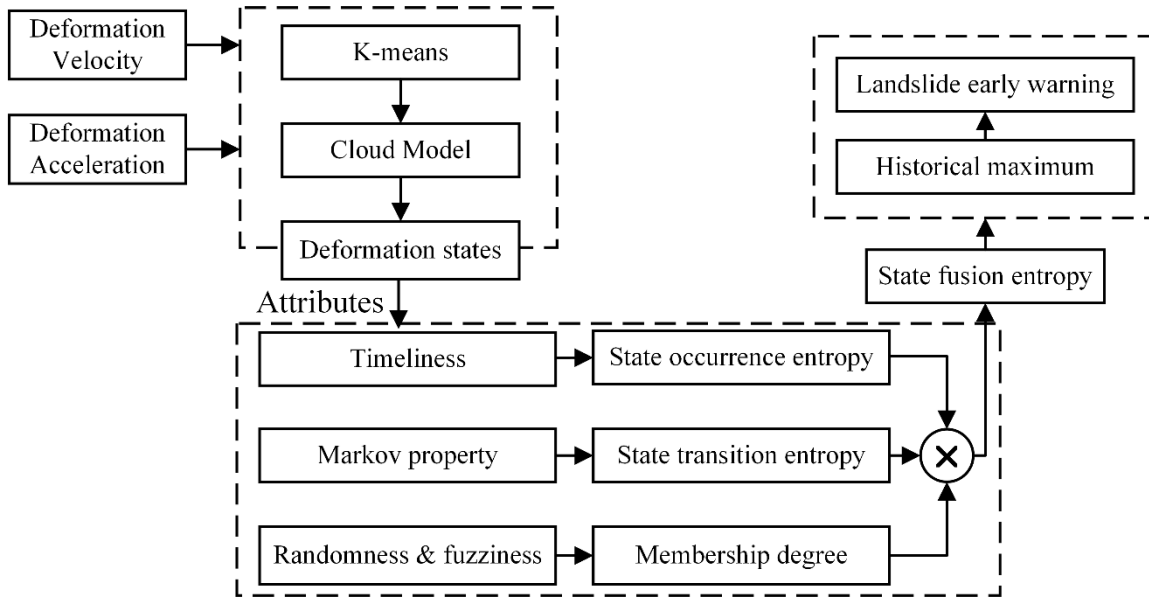 Deformation
Velocity
Deformation
Acceleration
K-means
Cloud Model
Deformation states
Attributes
Timeliness
State occurrence entropy
Markov property
State transition entropy
Randomness & fuzziness
Membership degree
State fusion entropy
Historical maximum
Landslide early warning